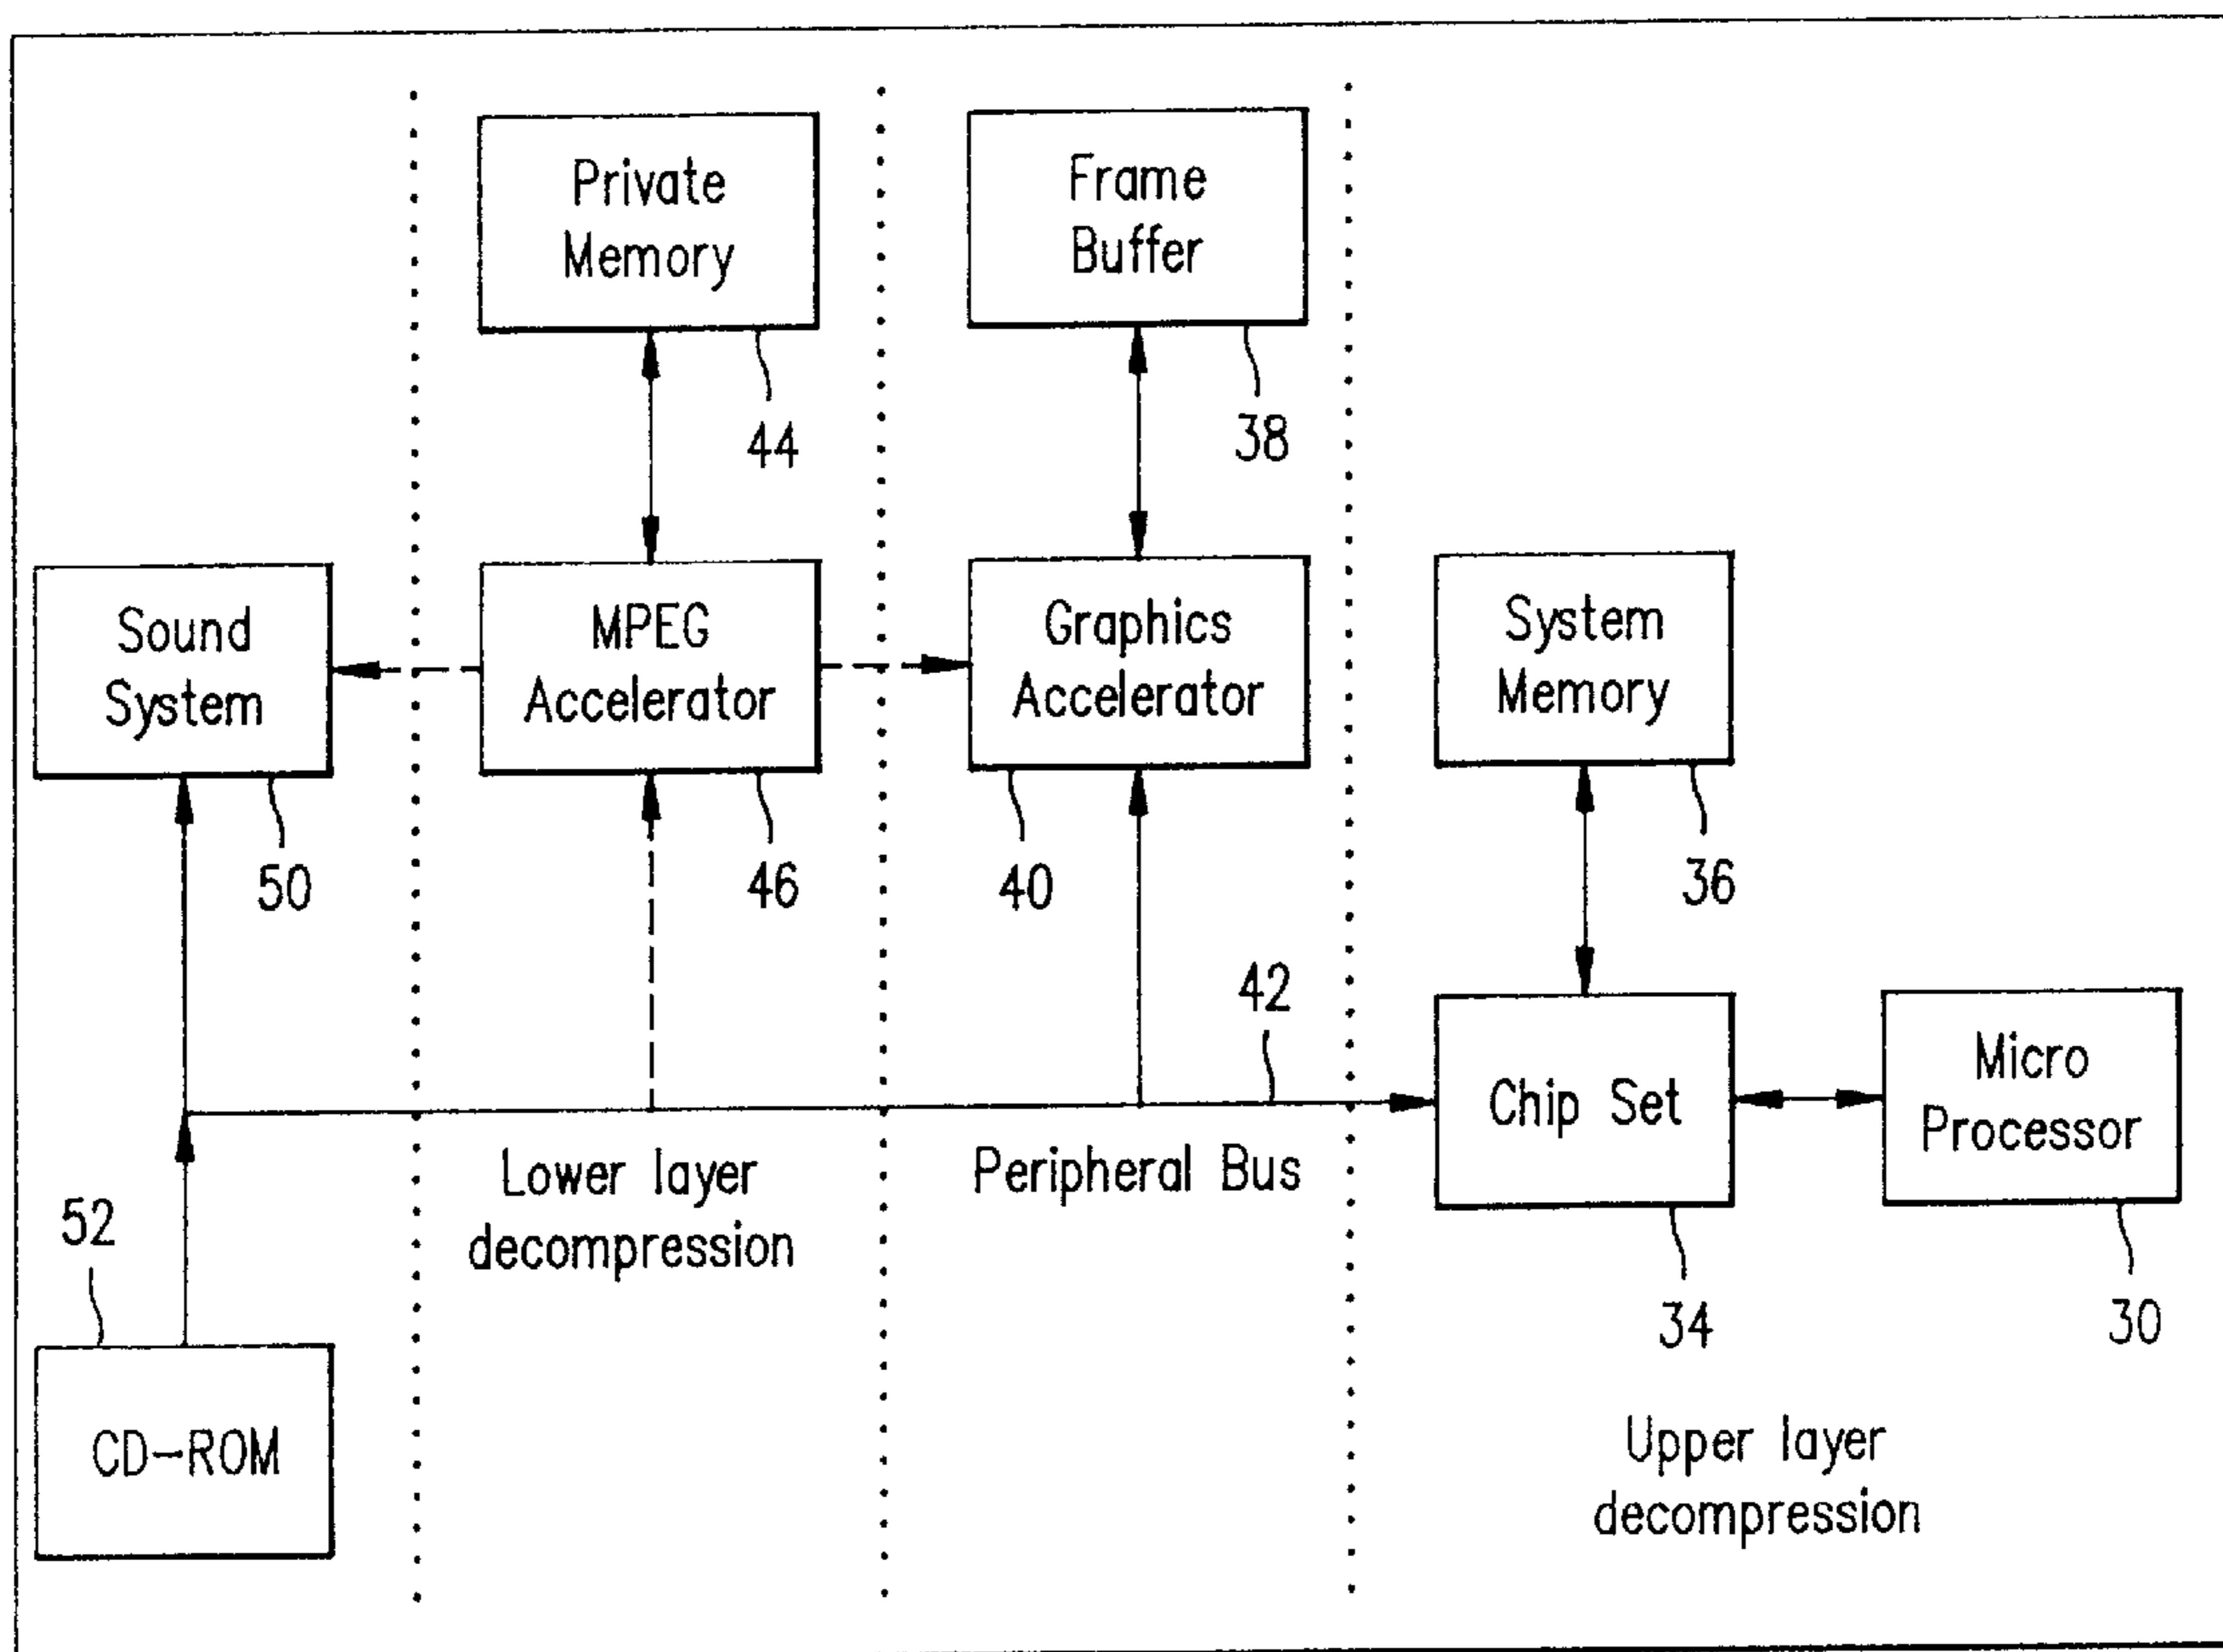 Private
Memory
44
Frame
Buffer
38
Sound
System
50
MPEG
Accelerator
46
Graphics
Accelerator
40
System
Memory
36
42
Chip Set
34
Micro
Processor
30
Lower layer
decompression
Peripheral Bus
52
CD-ROM
Upper layer
decompression